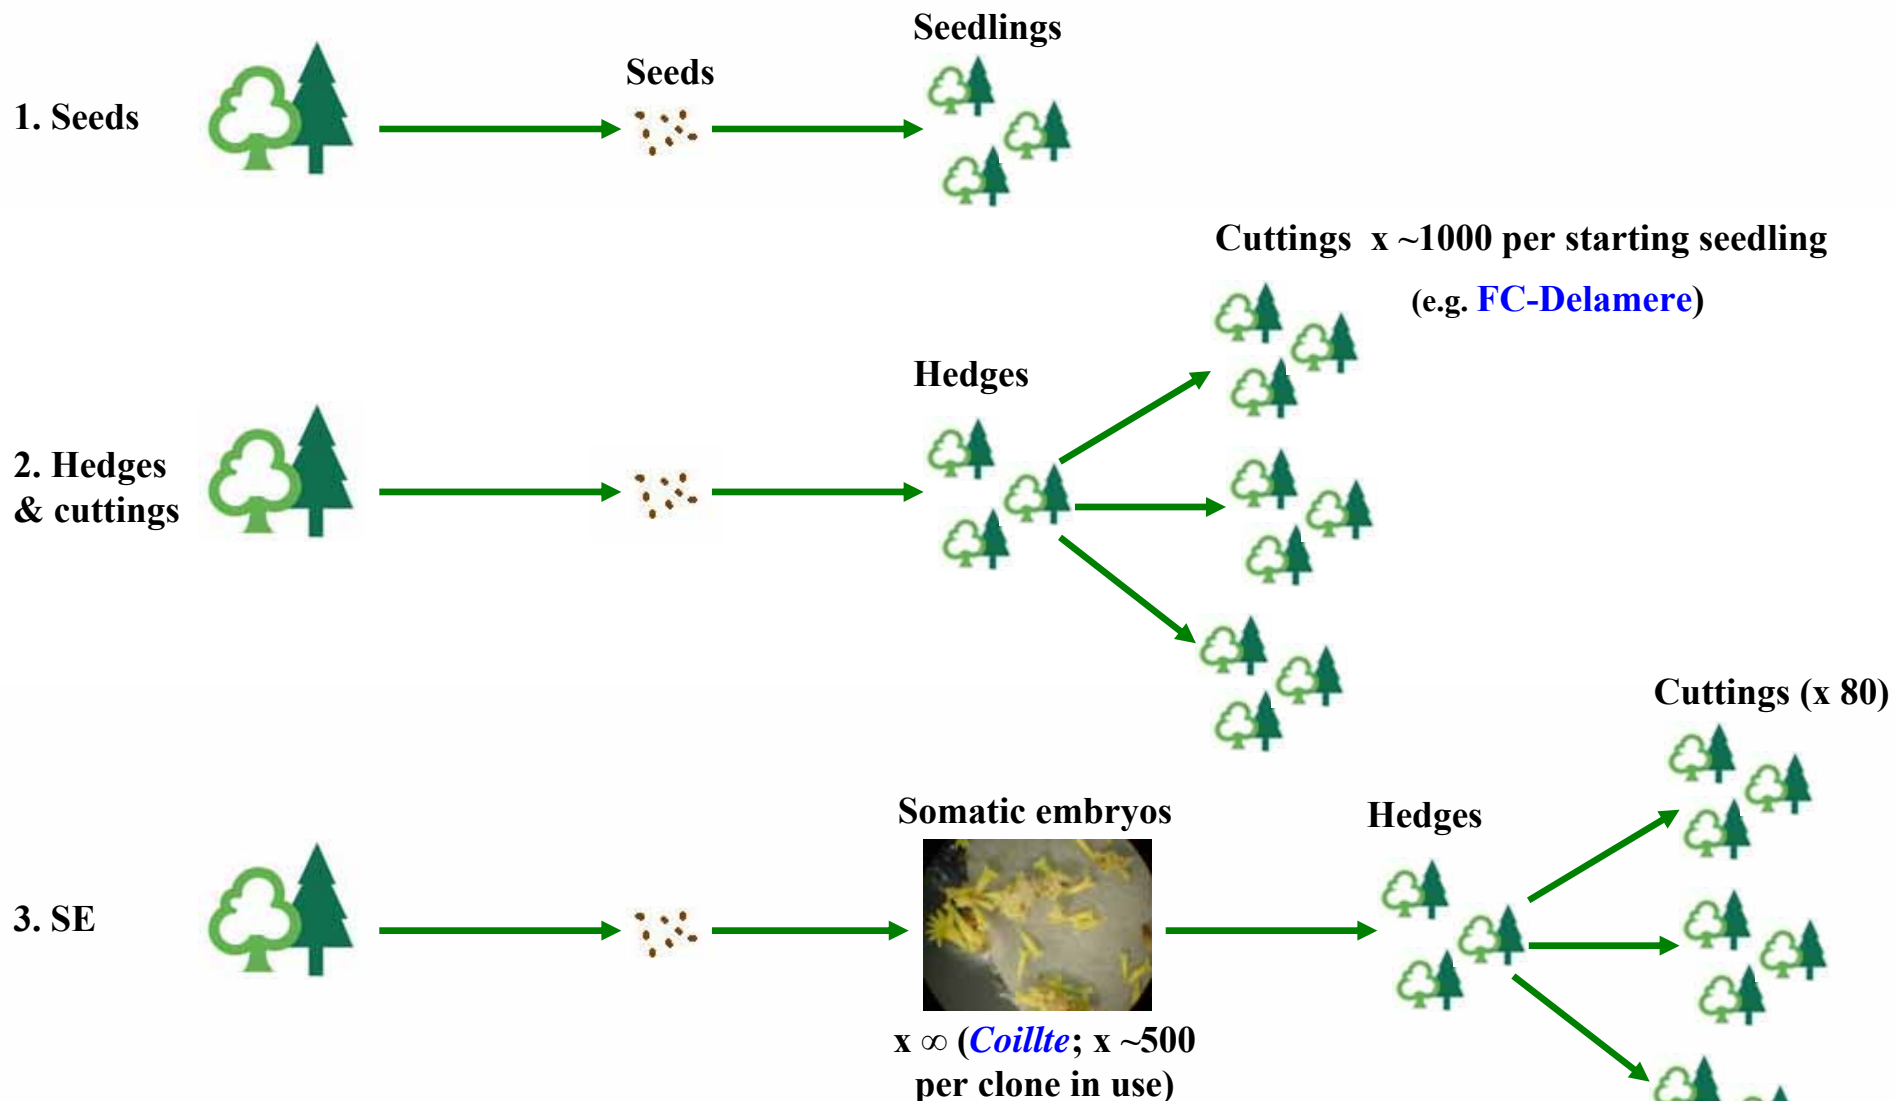 1. Seeds
Seeds
Seedlings
Cuttings x ~1000 per starting seedling
(e.g. FC-Delamere)
2. Hedges
& cuttings
Hedges
Cuttings (x 80)
3. SE
Somatic embryos
Hedges
x ∞ (Coillte; x ~500
per clone in use)